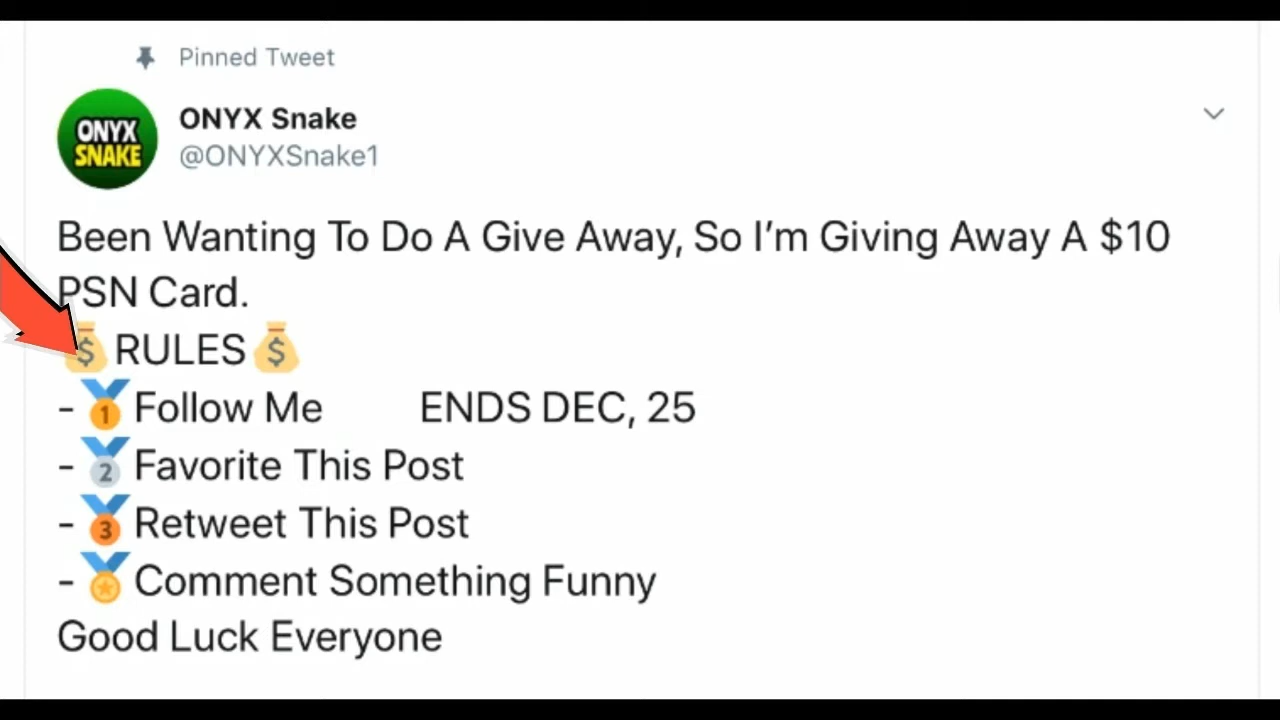 Pinned Tweet
ONYX
SNAKE
ONYX Snake
@ONYXSnake1
Been Wanting To Do A Give Away, So I'm Giving Away A $10
PSN Card.
💰RULES💰
- 🥇Follow Me ENDS DEC, 25
- 🥈Favorite This Post
- 🥉Retweet This Post
- 🏅Comment Something Funny
Good Luck Everyone